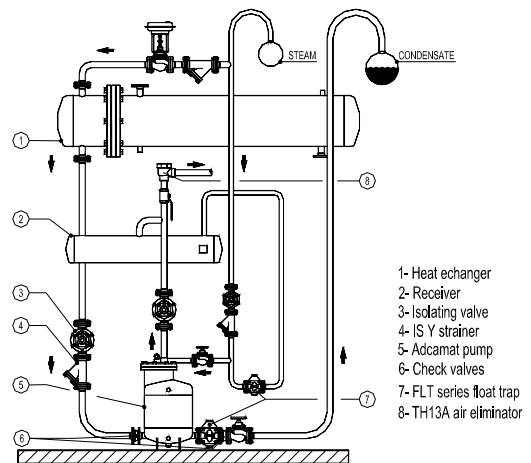 STEAM
CONDENSATE
1
8
2
3
4
5
6
7
1- Heat echanger
2- Receiver
3- Isolating valve
4- IS Y strainer
5- Adcamat pump
6- Check valves
7- FLT series float trap
8- TH13A air eliminator